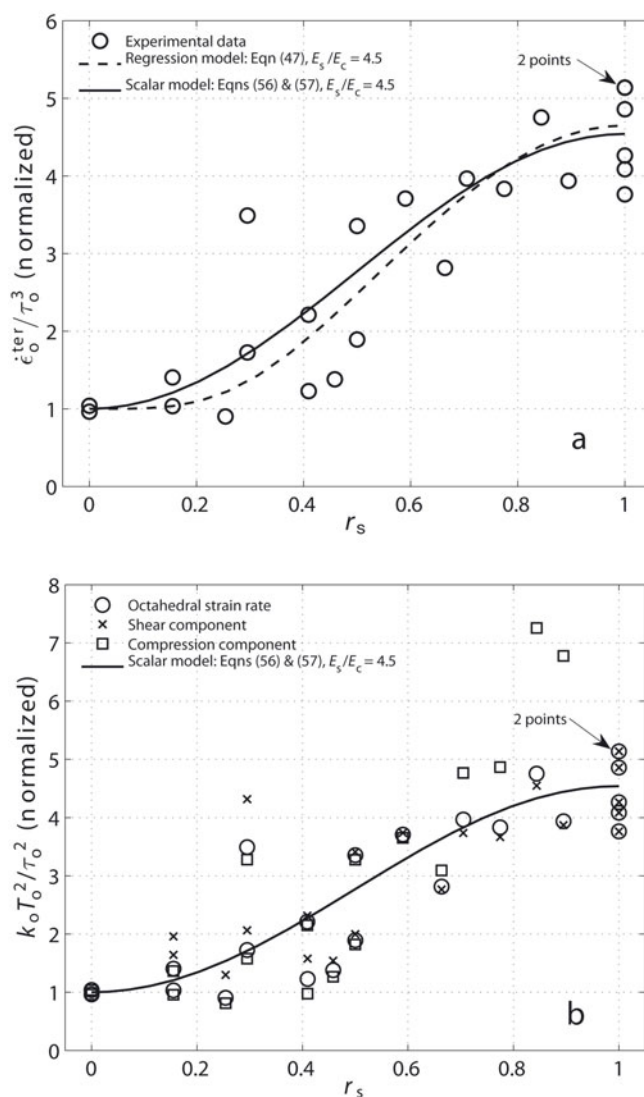 6
5
4
3
2
1
0
Experimental data
Regression model: Eqn (47), Eₛ/E꜀ = 4.5
Scalar model: Eqns (56) & (57), Eₛ/E꜀ = 4.5
2 points
ϵ̇ₒᵗᵉʳ/τₒ³ (normalized)
a
0 0.2 0.4 0.6 0.8 1
rₛ
8
7
6
5
4
3
2
1
0
Octahedral strain rate
Shear component
Compression component
Scalar model: Eqns (56) & (57), Eₛ/E꜀ = 4.5
2 points
kₒTₒ²/τₒ² (normalized)
b
0 0.2 0.4 0.6 0.8 1
rₛ